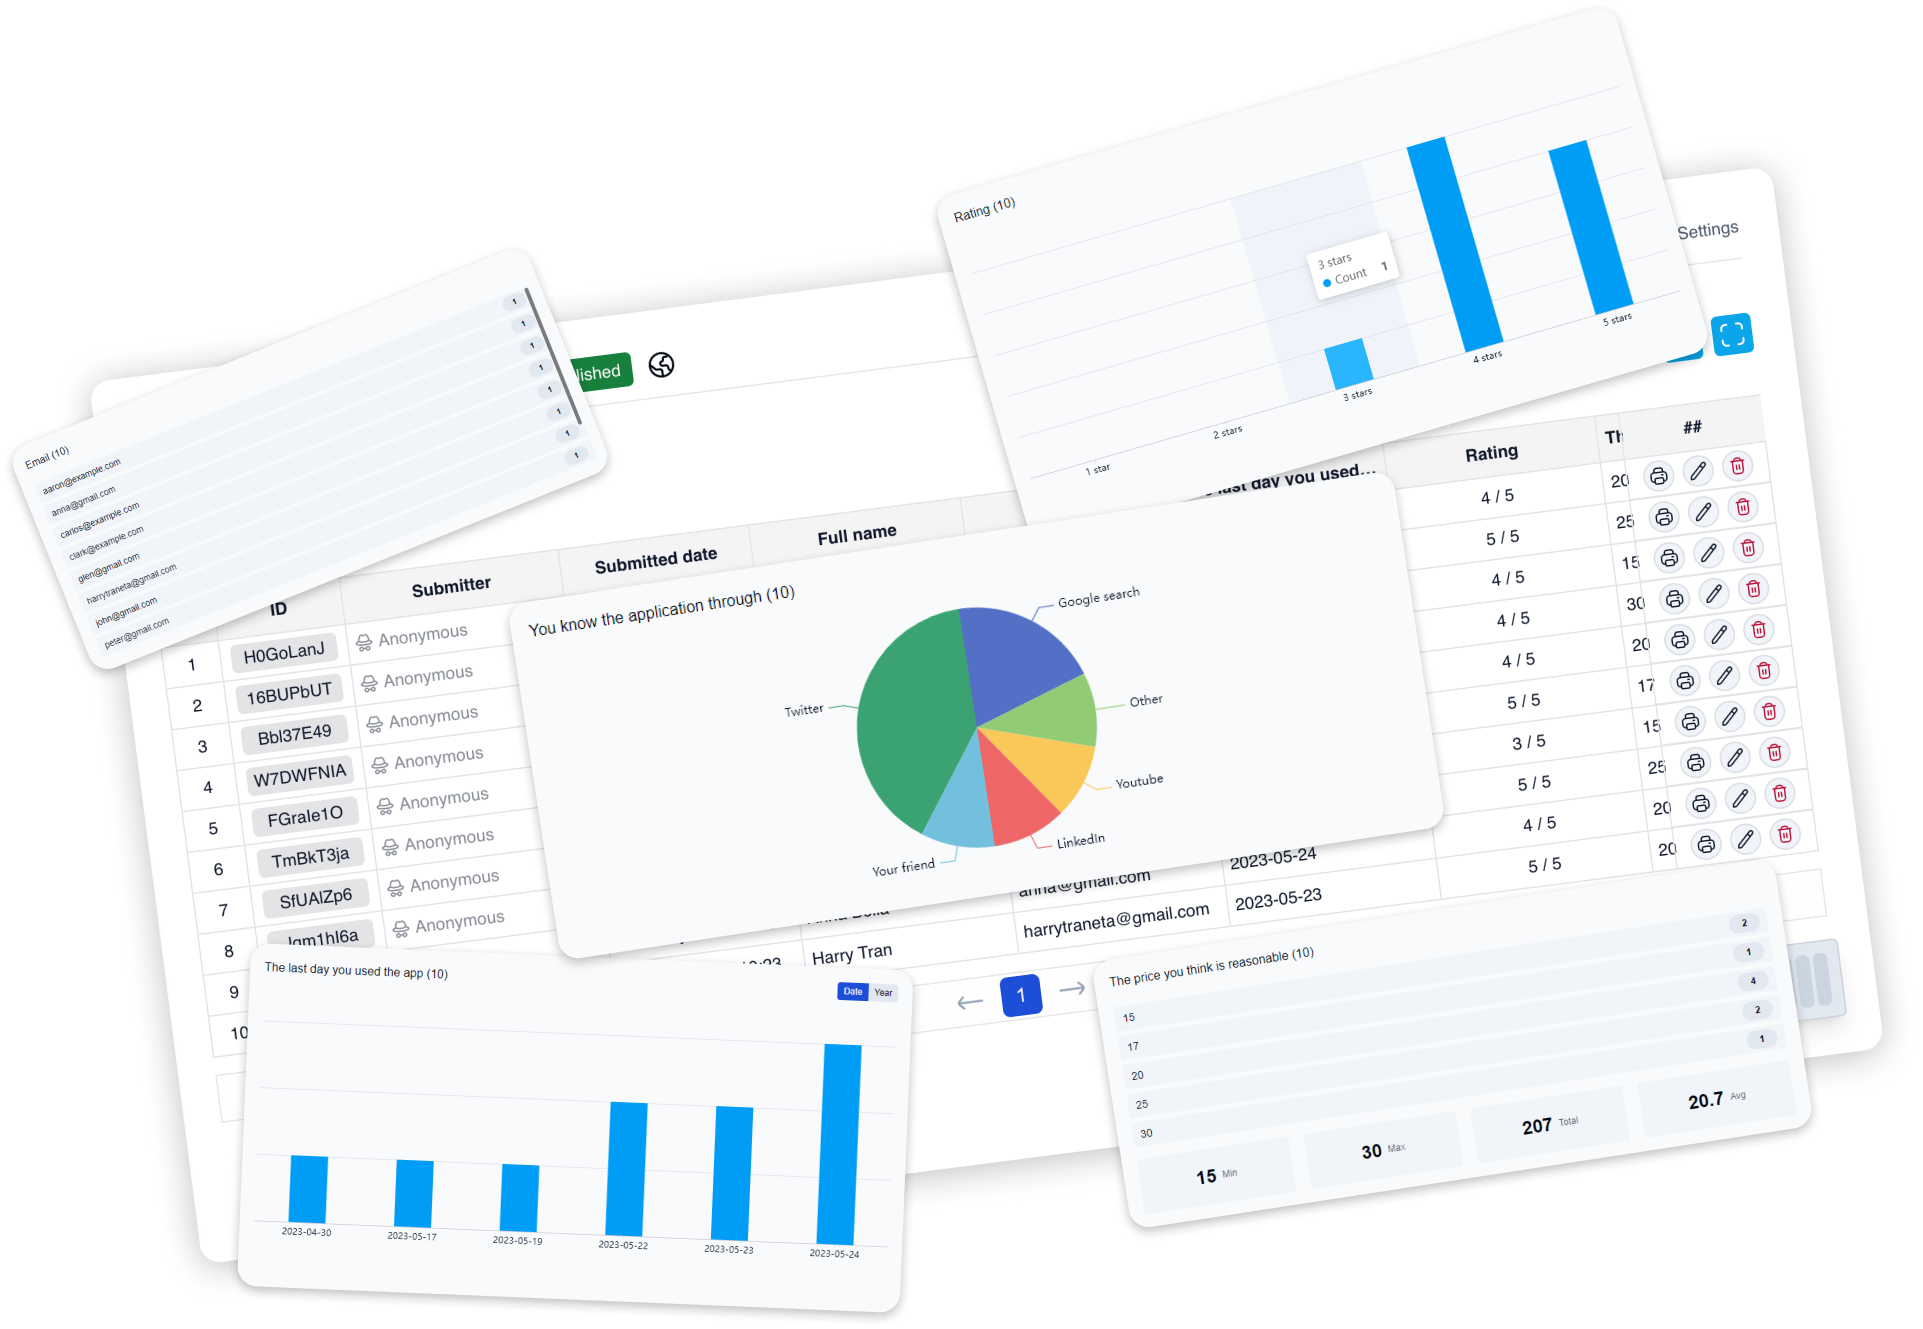 Rating (10)
3 stars
Count 1
1 star
2 stars
3 stars
4 stars
5 stars
Settings
Email (10)
aaron@example.com 1
anna@gmail.com 1
carlos@example.com 1
clark@example.com 1
glen@gmail.com 1
harrytraneta@gmail.com 1
john@gmail.com 1
peter@gmail.com 1
lished
ID Submitter Submitted date Full name last day you used... Rating Th ##
1 H0GoLanJ Anonymous 4 / 5 20
2 16BUPbUT Anonymous 5 / 5 25
3 Bbl37E49 Anonymous 4 / 5 15
4 W7DWFNIA Anonymous 4 / 5 30
5 FGrale1O Anonymous 4 / 5 20
6 TmBkT3ja Anonymous 5 / 5 17
7 SfUAlZp6 Anonymous 3 / 5 15
8 Jqm1hI6a Anonymous 5 / 5 25
9 anna@gmail.com 2023-05-24 4 / 5 20
10 Harry Tran harrytraneta@gmail.com 2023-05-23 5 / 5 20
1
You know the application through (10)
Google search
Other
Youtube
LinkedIn
Your friend
Twitter
The last day you used the app (10)
Date Year
2023-04-30
2023-05-17
2023-05-19
2023-05-22
2023-05-23
2023-05-24
The price you think is reasonable (10)
15 2
17 1
20 4
25 2
30 1
15 Min
30 Max
207 Total
20.7 Avg